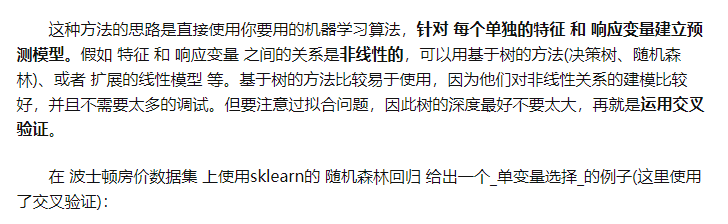 这种方法的思路是直接使用你要用的机器学习算法，针对 每个单独的特征 和 响应变量建立预
测模型。假如 特征 和 响应变量 之间的关系是非线性的，可以用基于树的方法(决策树、随机森
林)、或者 扩展的线性模型 等。基于树的方法比较易于使用，因为他们对非线性关系的建模比较
好，并且不需要太多的调试。但要注意过拟合问题，因此树的深度最好不要太大，再就是运用交叉
验证。
在 波士顿房价数据集 上使用sklearn的 随机森林回归 给出一个_单变量选择_的例子(这里使用
了交叉验证)：